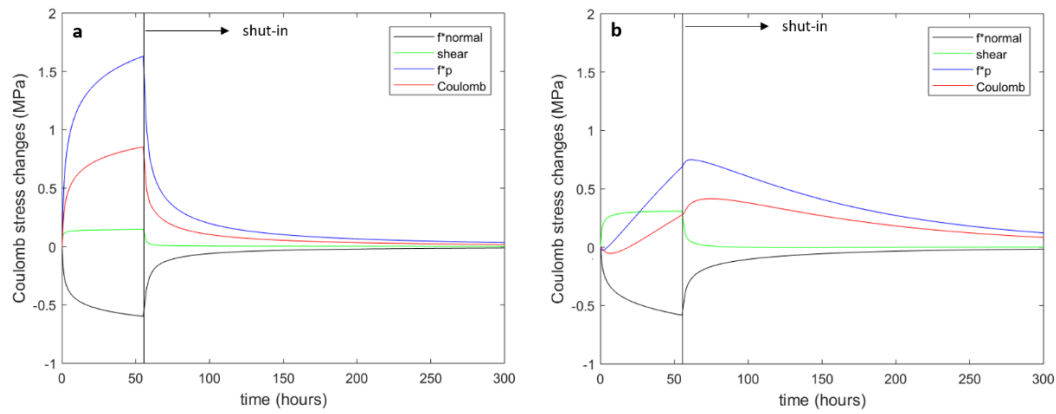 a
shut-in
f*normal
shear
f*p
Coulomb
Coulomb stress changes (MPa)
2
1.5
1
0.5
0
-0.5
-1
0 50 100 150 200 250 300
time (hours)
b
shut-in
f*normal
shear
f*p
Coulomb
Coulomb stress changes (MPa)
2
1.5
1
0.5
0
-0.5
-1
0 50 100 150 200 250 300
time (hours)